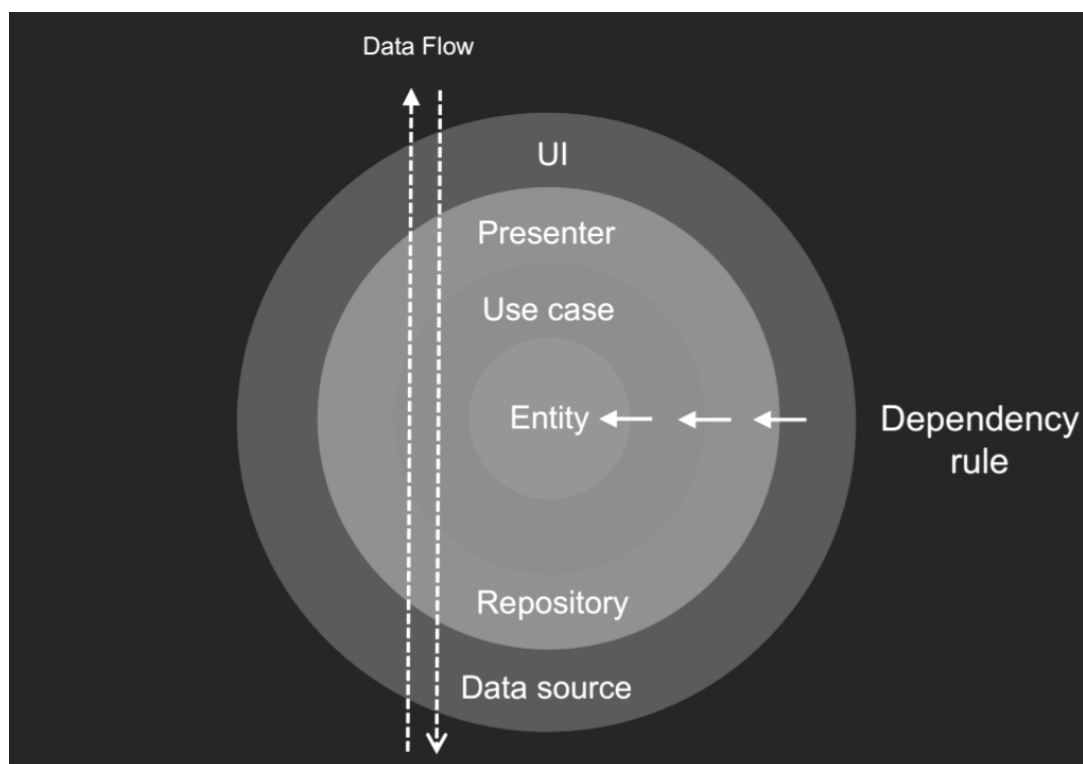 Data Flow
UI
Presenter
Use case
Entity
Dependency
rule
Repository
Data source